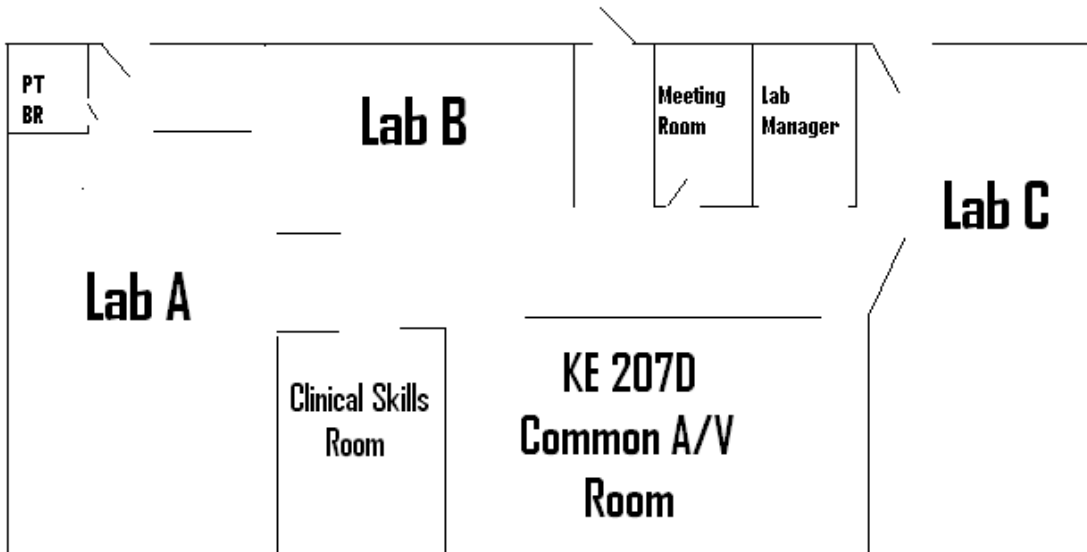 PT
BR
Lab B
Meeting
Room
Lab
Manager
Lab C
Lab A
Clinical Skills
Room
KE 207D
Common A/V
Room